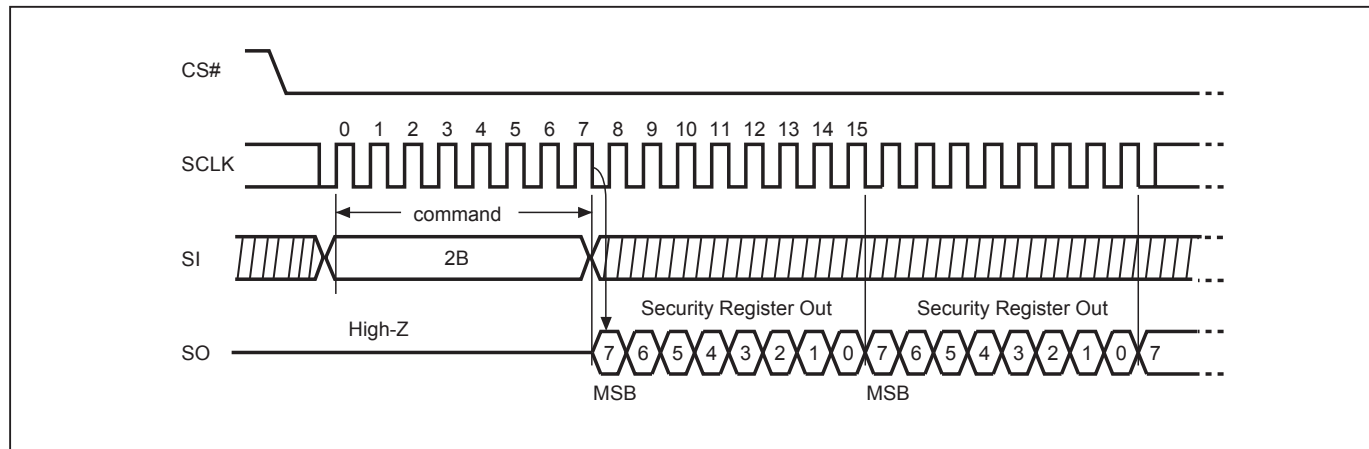 CS#
0 1 2 3 4 5 6 7 8 9 10 11 12 13 14 15
SCLK
command
SI
2B
Security Register Out Security Register Out
High-Z
SO
7 6 5 4 3 2 1 0 7 6 5 4 3 2 1 0 7
MSB MSB